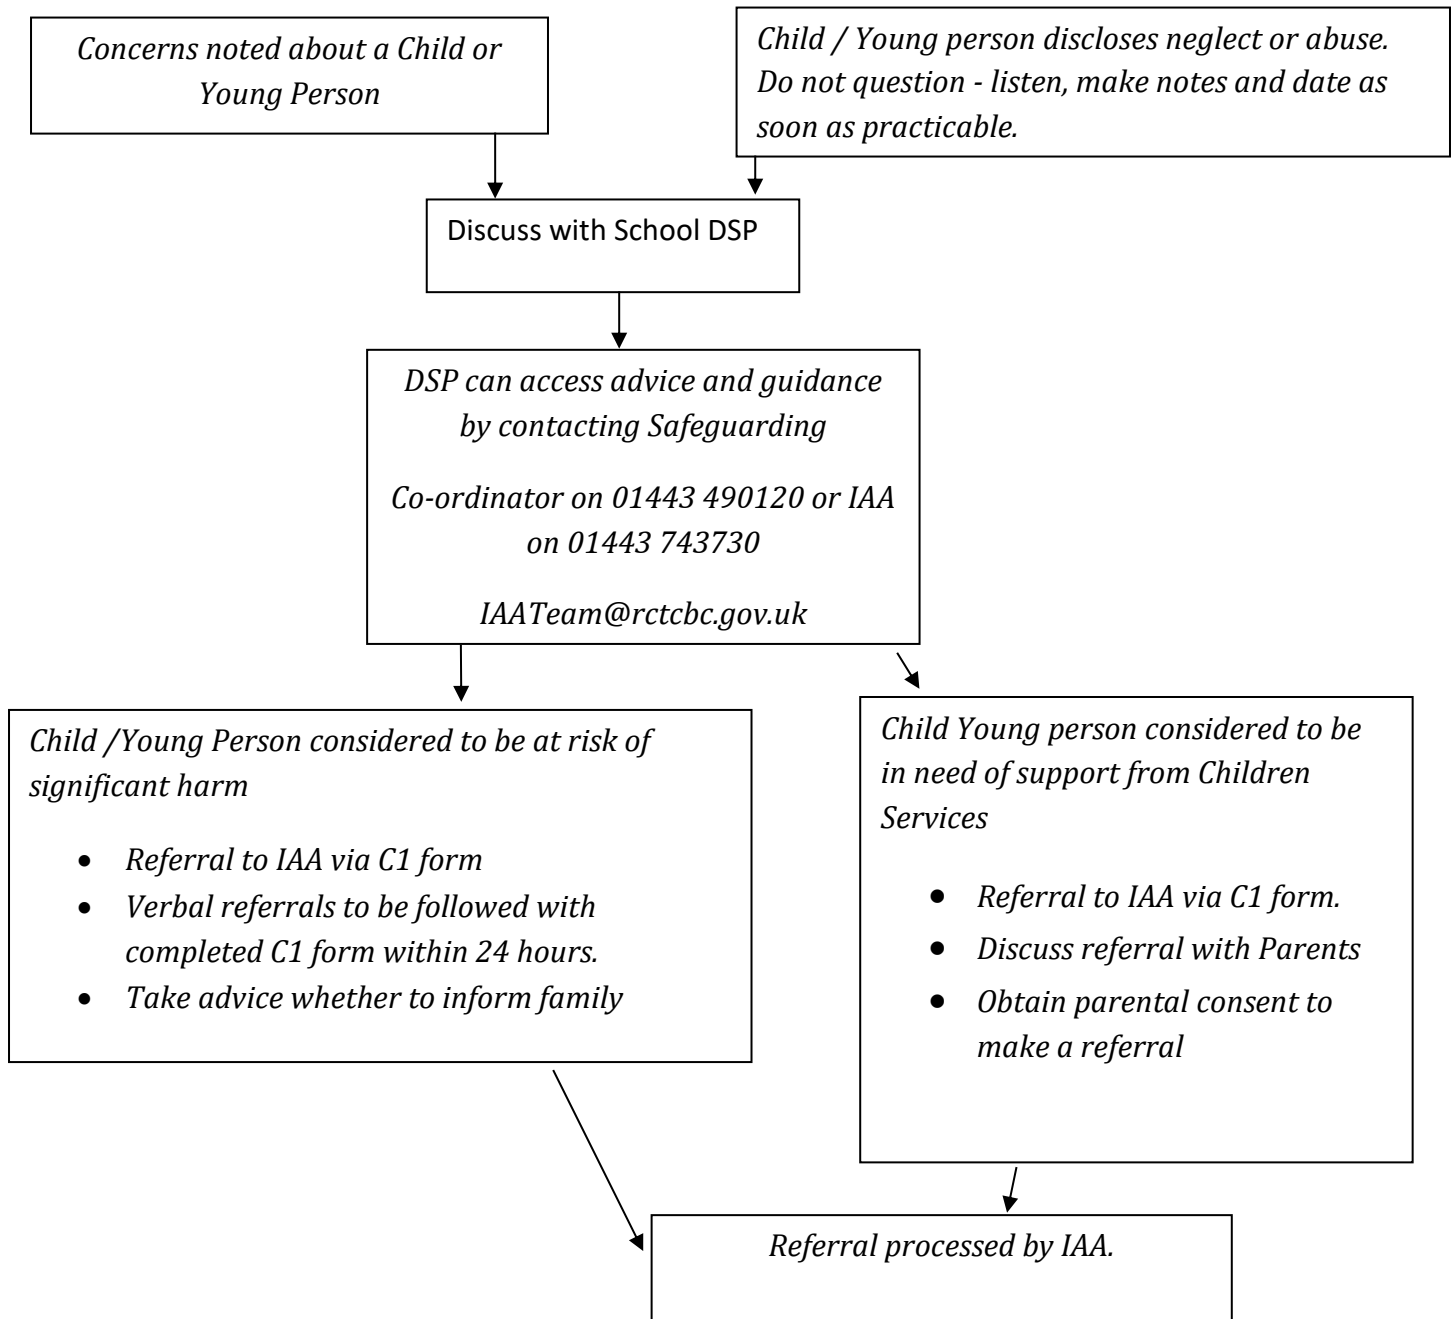 Concerns noted about a Child or
Young Person
Child / Young person discloses neglect or abuse.
Do not question - listen, make notes and date as
soon as practicable.
Discuss with School DSP
DSP can access advice and guidance
by contacting Safeguarding
Co-ordinator on 01443 490120 or IAA
on 01443 743730
IAATeam@rctcbc.gov.uk
Child /Young Person considered to be at risk of
significant harm
• Referral to IAA via C1 form
• Verbal referrals to be followed with
completed C1 form within 24 hours.
• Take advice whether to inform family
Child Young person considered to be
in need of support from Children
Services
• Referral to IAA via C1 form.
• Discuss referral with Parents
• Obtain parental consent to
make a referral
Referral processed by IAA.